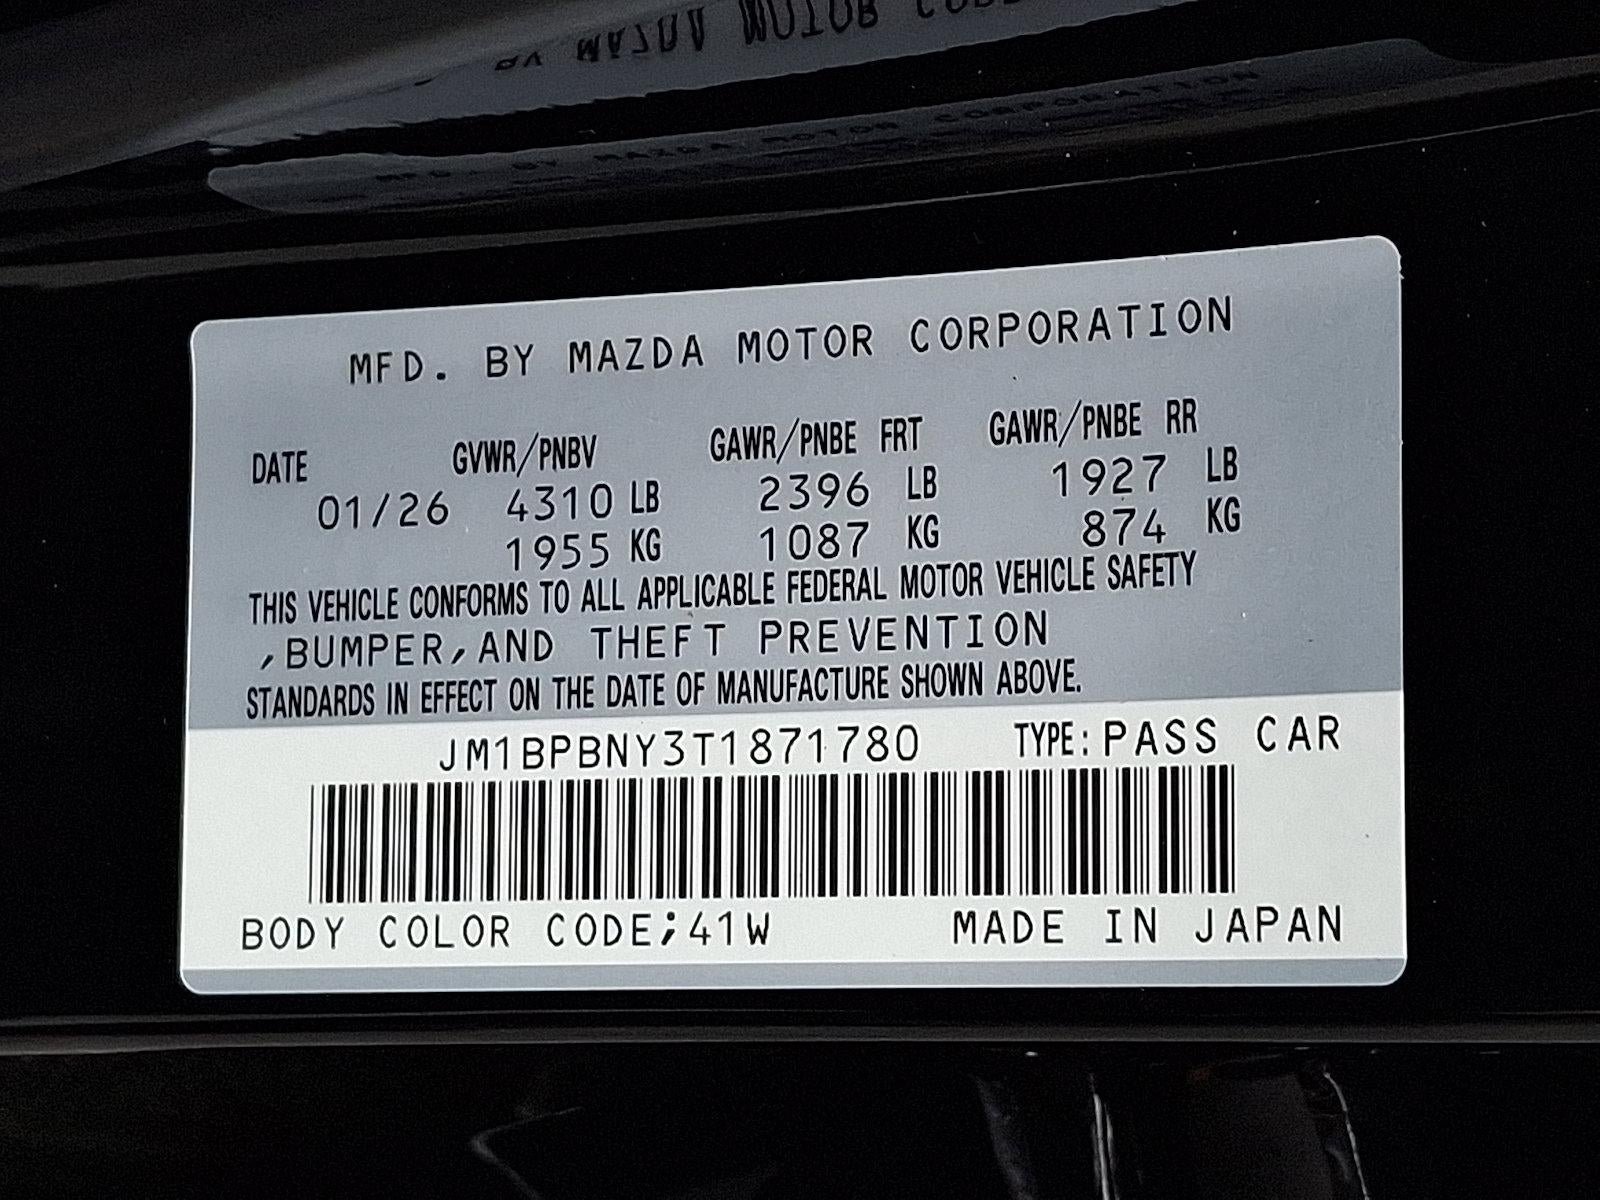 MFD. BY MAZDA MOTOR CORPORATION
DATE GVWR/PNBV GAWR/PNBE FRT GAWR/PNBE RR
01/26 4310 LB 2396 LB 1927 LB
1955 KG 1087 KG 874 KG
THIS VEHICLE CONFORMS TO ALL APPLICABLE FEDERAL MOTOR VEHICLE SAFETY
,BUMPER,AND THEFT PREVENTION
STANDARDS IN EFFECT ON THE DATE OF MANUFACTURE SHOWN ABOVE.
JM1BPBNY3T1871780 TYPE:PASS CAR
BODY COLOR CODE;41W MADE IN JAPAN